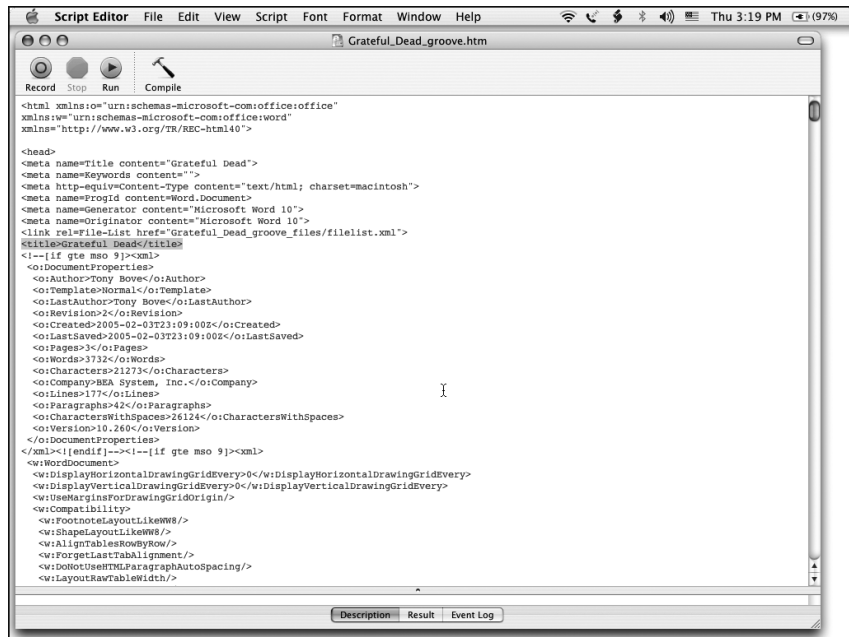 Script Editor File Edit View Script Font Format Window Help Thu 3:19 PM (97%)
Grateful_Dead_groove.htm
Record Stop Run Compile
<html xmlns:o="urn:schemas-microsoft-com:office:office"
xmlns:w="urn:schemas-microsoft-com:office:word"
xmlns="http://www.w3.org/TR/REC-html40">
<head>
<meta name=Title content="Grateful Dead">
<meta name=Keywords content="">
<meta http-equiv=Content-Type content="text/html; charset=macintosh">
<meta name=ProgId content=Word.Document>
<meta name=Generator content="Microsoft Word 10">
<meta name=Originator content="Microsoft Word 10">
<link rel=File-List href="Grateful_Dead_groove_files/filelist.xml">
<title>Grateful Dead</title>
<!--[if gte mso 9]><xml>
<o:DocumentProperties>
<o:Author>Tony Bove</o:Author>
<o:Template>Normal</o:Template>
<o:LastAuthor>Tony Bove</o:LastAuthor>
<o:Revision>2</o:Revision>
<o:Created>2005-02-03T23:09:00Z</o:Created>
<o:LastSaved>2005-02-03T23:09:00Z</o:LastSaved>
<o:Pages>3</o:Pages>
<o:Words>3732</o:Words>
<o:Characters>21273</o:Characters>
<o:Company>BEA System, Inc.</o:Company>
<o:Lines>177</o:Lines>
<o:Paragraphs>42</o:Paragraphs>
<o:CharactersWithSpaces>26124</o:CharactersWithSpaces>
<o:Version>10.260</o:Version>
</o:DocumentProperties>
</xml><![endif]--><!--[if gte mso 9]><xml>
<w:WordDocument>
<w:DisplayHorizontalDrawingGridEvery>0</w:DisplayHorizontalDrawingGridEvery>
<w:DisplayVerticalDrawingGridEvery>0</w:DisplayVerticalDrawingGridEvery>
<w:UseMarginsForDrawingGridOrigin/>
<w:Compatibility>
<w:FootnoteLayoutLikeWW8/>
<w:ShapeLayoutLikeWW8/>
<w:AlignTablesRowByRow/>
<w:ForgetLastTabAlignment/>
<w:DoNotUseHTMLParagraphAutoSpacing/>
<w:LayoutRawTableWidth/>
Description Result Event Log